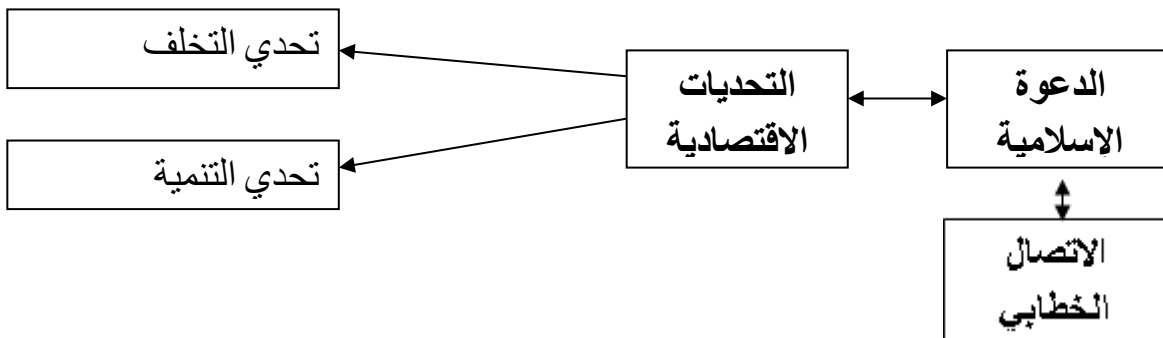 الدعوة
الإسلامية
التحديات
الاقتصادية
تحدي التخلف
تحدي التنمية
الاتصال
الخطابي